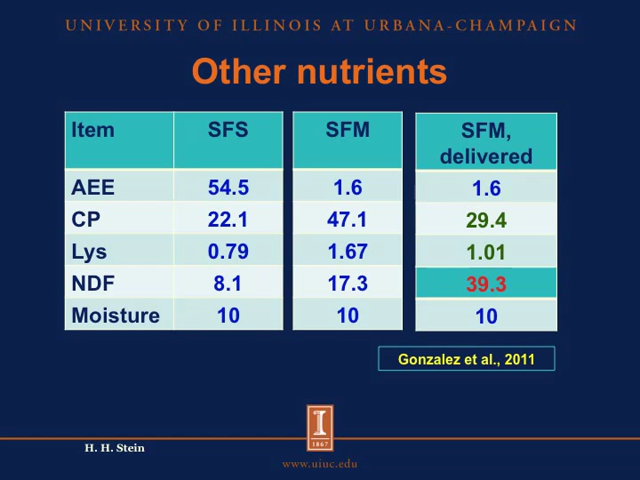 UNIVERSITY OF ILLINOIS AT URBANA-CHAMPAIGN
Other nutrients
Item SFS SFM SFM,
delivered
AEE 54.5 1.6 1.6
CP 22.1 47.1 29.4
Lys 0.79 1.67 1.01
NDF 8.1 17.3 39.3
Moisture 10 10 10
Gonzalez et al., 2011
I
1867
H. H. Stein
www.uiuc.edu